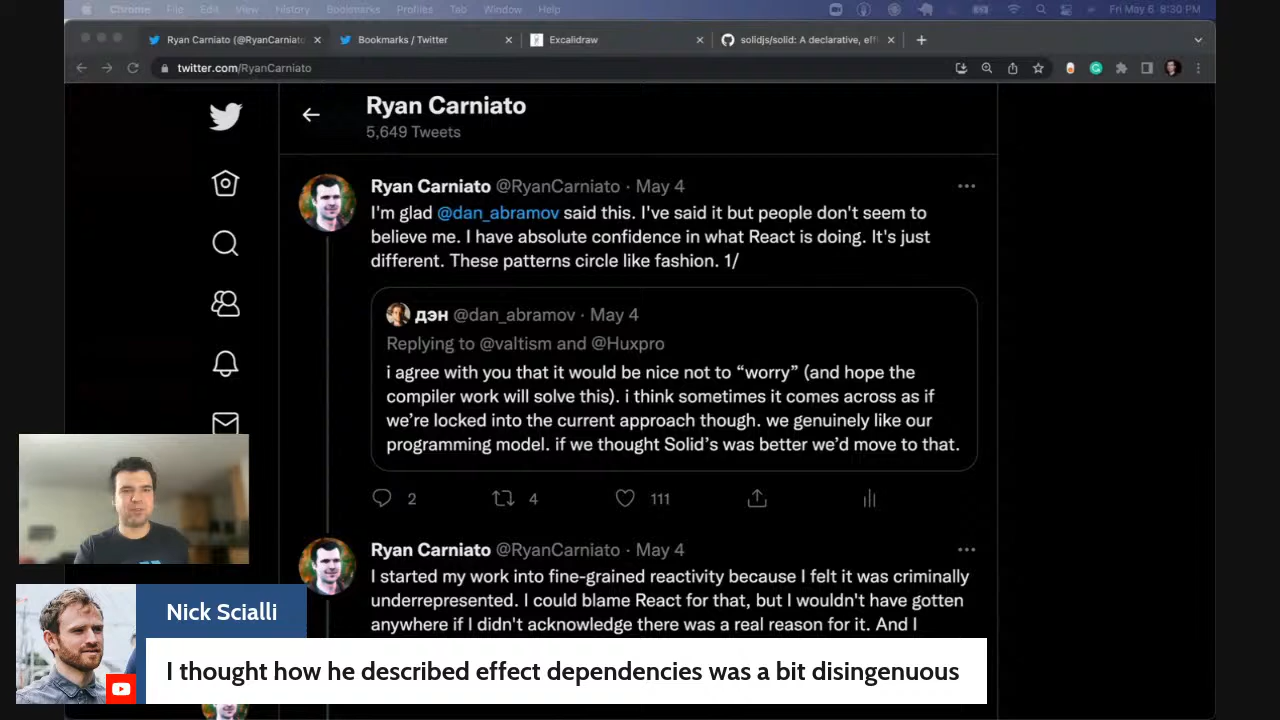 Chrome File Edit View History Bookmarks Profiles Tab Window Help
Fri May 6 8:30 PM
Ryan Carniato (@RyanCarniato
Bookmarks / Twitter
Excalidraw
solidjs/solid: A declarative, eff
twitter.com/RyanCarniato
Ryan Carniato
5,649 Tweets
Ryan Carniato @RyanCarniato · May 4
I'm glad @dan_abramov said this. I've said it but people don't seem to
believe me. I have absolute confidence in what React is doing. It's just
different. These patterns circle like fashion. 1/
дэн @dan_abramov · May 4
Replying to @valtism and @Huxpro
i agree with you that it would be nice not to “worry” (and hope the
compiler work will solve this). i think sometimes it comes across as if
we’re locked into the current approach though. we genuinely like our
programming model. if we thought Solid’s was better we’d move to that.
2 4 111
Ryan Carniato @RyanCarniato · May 4
I started my work into fine-grained reactivity because I felt it was criminally
underrepresented. I could blame React for that, but I wouldn't have gotten
anywhere if I didn't acknowledge there was a real reason for it. And I
Nick Scialli
I thought how he described effect dependencies was a bit disingenuous